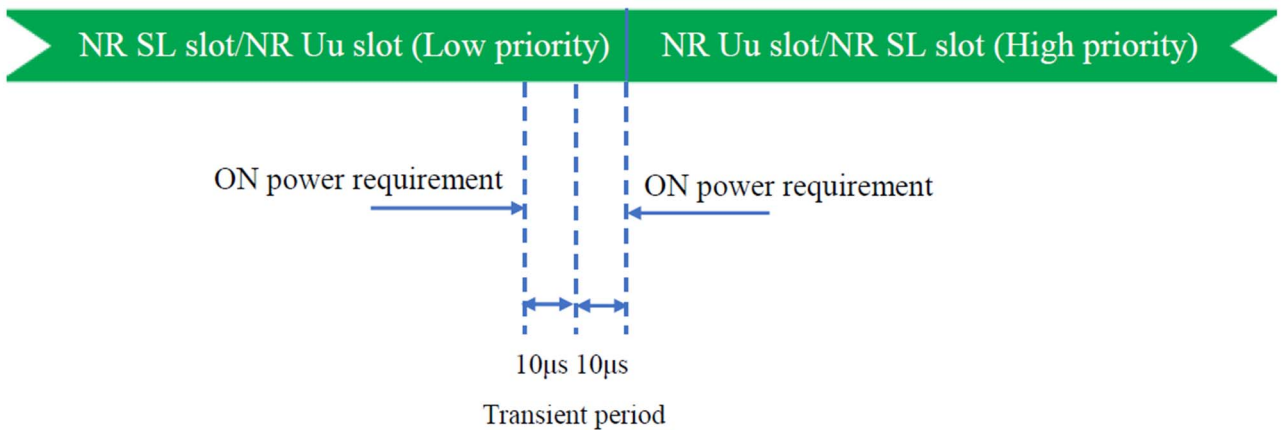 NR SL slot/NR Uu slot (Low priority)
NR Uu slot/NR SL slot (High priority)
ON power requirement
ON power requirement
10μs 10μs
Transient period